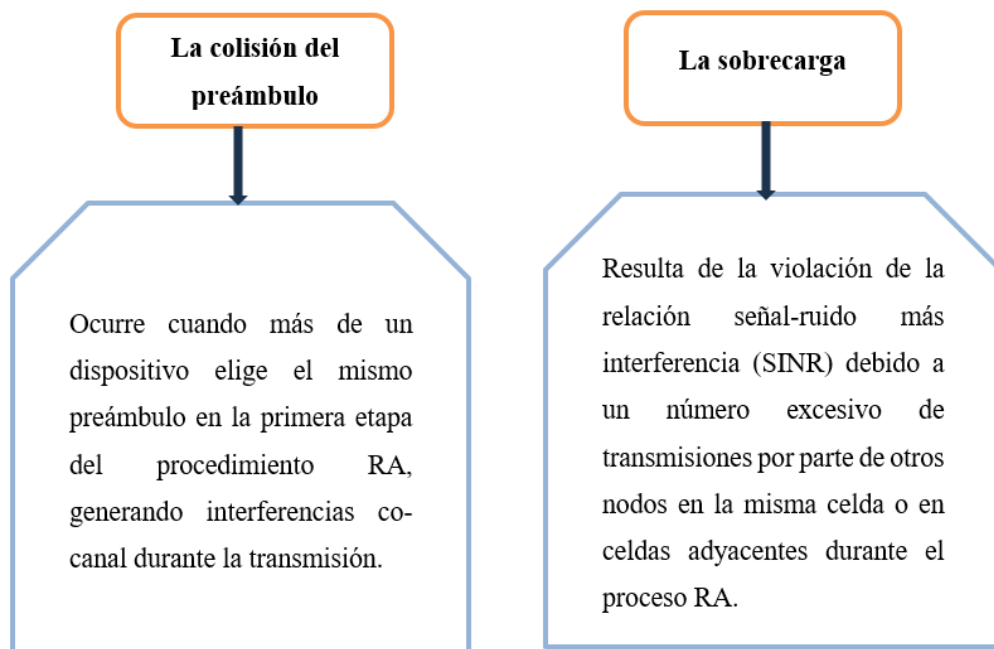 La colisión del
preámbulo
Ocurre cuando más de un
dispositivo elige el mismo
preámbulo en la primera etapa
del procedimiento RA,
generando interferencias co-
canal durante la transmisión.
La sobrecarga
Resulta de la violación de la
relación señal-ruido más
interferencia (SINR) debido a
un número excesivo de
transmisiones por parte de otros
nodos en la misma celda o en
celdas adyacentes durante el
proceso RA.